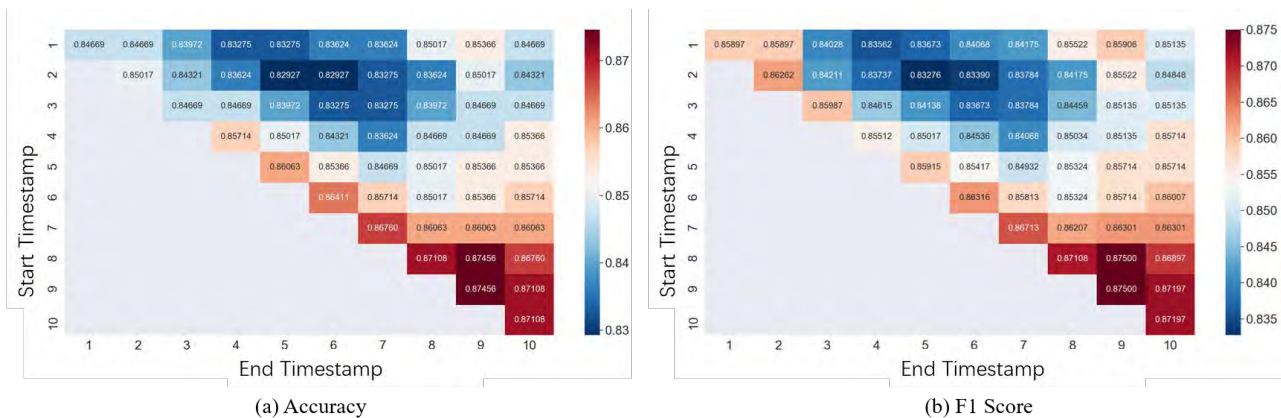 1 0.84669 0.84669 0.83972 0.83275 0.83275 0.83624 0.83624 0.85017 0.85366 0.84669
2 0.85017 0.84321 0.83624 0.82927 0.82927 0.83275 0.83624 0.85017 0.84321
3 0.84669 0.84669 0.83972 0.83275 0.83275 0.83972 0.84669 0.84669
4 0.85714 0.85017 0.84321 0.83624 0.84669 0.84669 0.85366
5 0.86063 0.85366 0.84669 0.85017 0.85366 0.85366
6 0.86411 0.85714 0.85017 0.85366 0.85714
7 0.86760 0.86063 0.86063 0.86063
8 0.87108 0.87456 0.86760
9 0.87456 0.87108
10 0.87108
1 2 3 4 5 6 7 8 9 10
Start Timestamp
End Timestamp
0.87
0.86
0.85
0.84
0.83
(a) Accuracy
1 0.85897 0.85897 0.84028 0.83562 0.83673 0.84068 0.84175 0.85522 0.85906 0.85135
2 0.86262 0.84211 0.83737 0.83276 0.83390 0.83784 0.84175 0.85522 0.84848
3 0.85987 0.84615 0.84138 0.83673 0.83784 0.84459 0.85135 0.85135
4 0.85512 0.85017 0.84536 0.84068 0.85034 0.85135 0.85714
5 0.85915 0.85417 0.84932 0.85324 0.85714 0.85714
6 0.86316 0.85813 0.85324 0.85714 0.86007
7 0.86713 0.86207 0.86301 0.86301
8 0.87108 0.87500 0.86897
9 0.87500 0.87197
10 0.87197
1 2 3 4 5 6 7 8 9 10
Start Timestamp
End Timestamp
0.875
0.870
0.865
0.860
0.855
0.850
0.845
0.840
0.835
(b) F1 Score